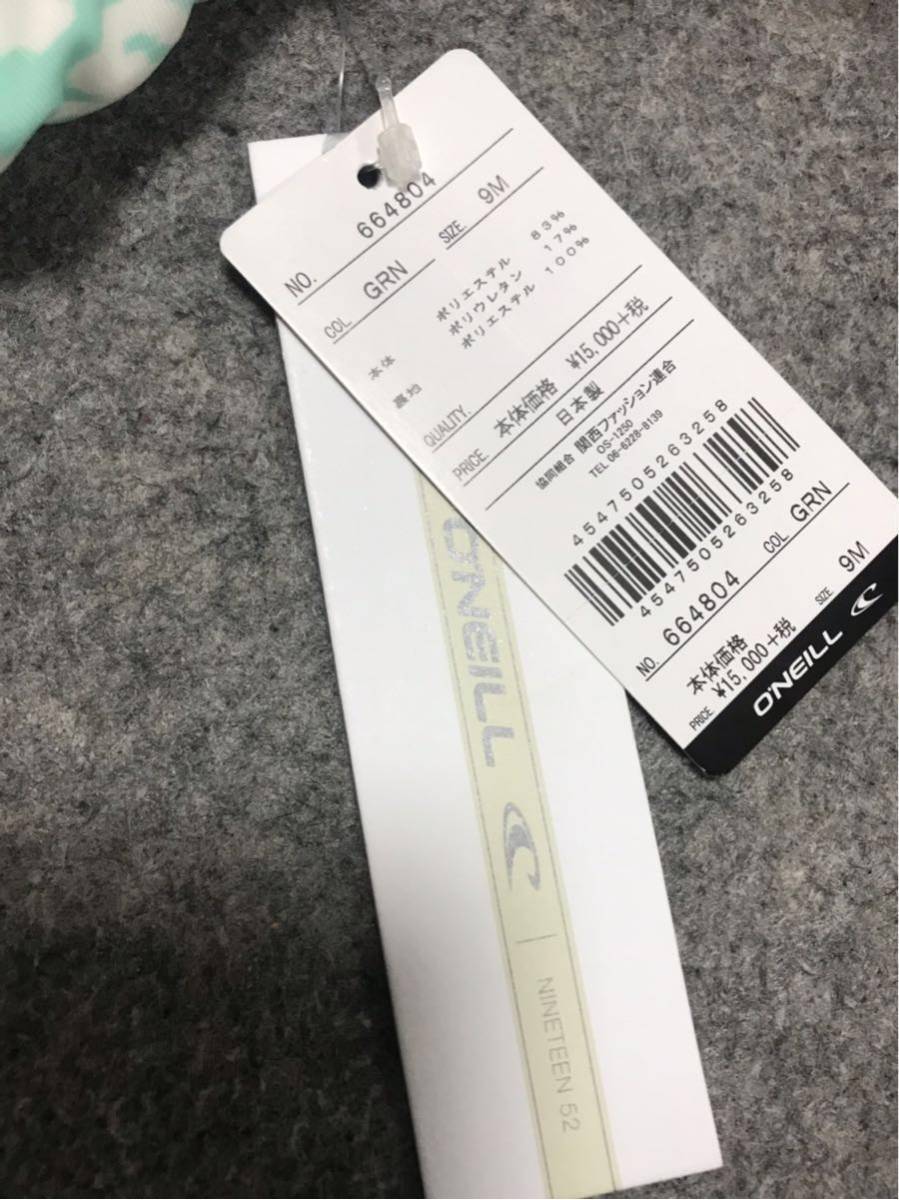 NO. 664804
COL. GRN SIZE. 9M
本体 ポリエステル 83%
ポリウレタン 17%
裏地 ポリエステル 100%
QUALITY.
PRICE. 本体価格 ¥15,000+税
日本製
協同組合 関西ファッション連合
OS-1250
TEL 06-6228-8139
4547505263258
4547505263258
NO. 664804 COL GRN
本体価格 SIZE. 9M
PRICE. ¥15,000+税
O'NEILL
O'NEILL
NINETEEN 52